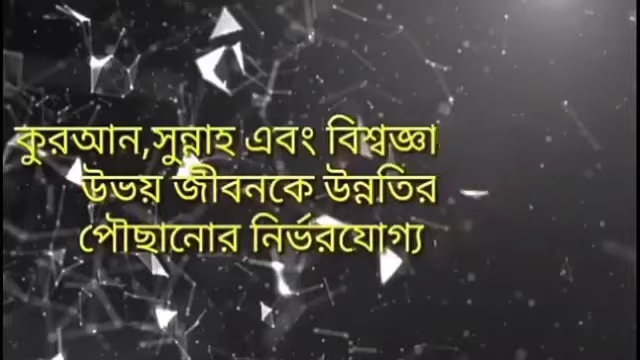 কুরআন,সুন্নাহ এবং বিশ্বজ্ঞা
উভয় জীবনকে উন্নতির
পৌছানোর নির্ভরযোগ্য